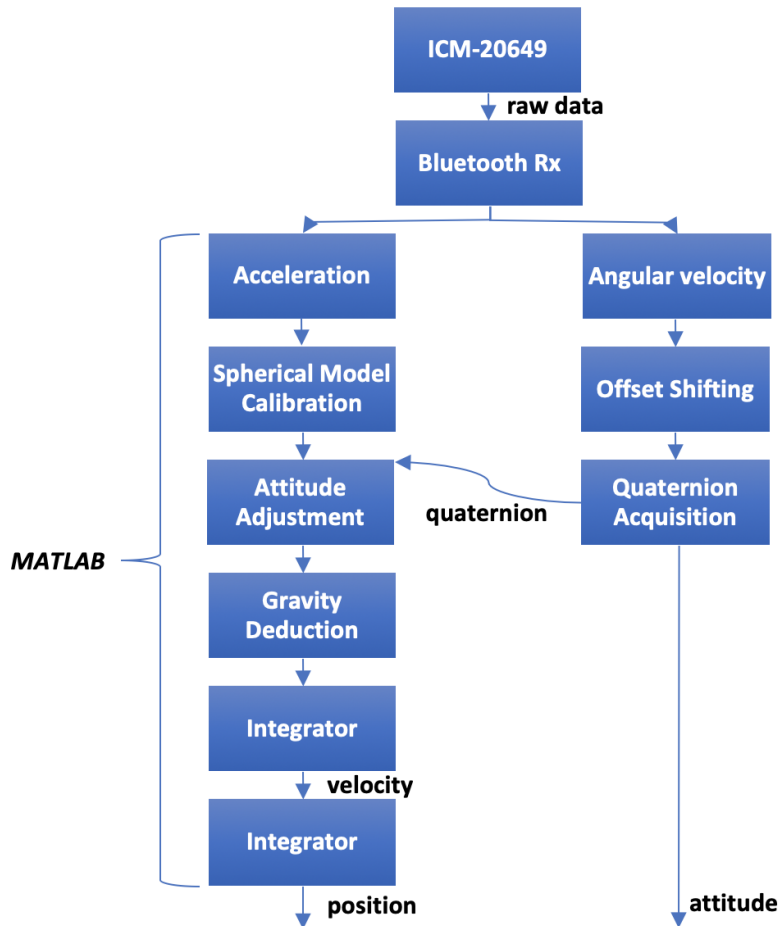 ICM-20649
raw data
Bluetooth Rx
Acceleration
Angular velocity
Spherical Model
Calibration
Offset Shifting
Attitude
Adjustment
quaternion
Quaternion
Acquisition
MATLAB
Gravity
Deduction
Integrator
velocity
Integrator
position
attitude